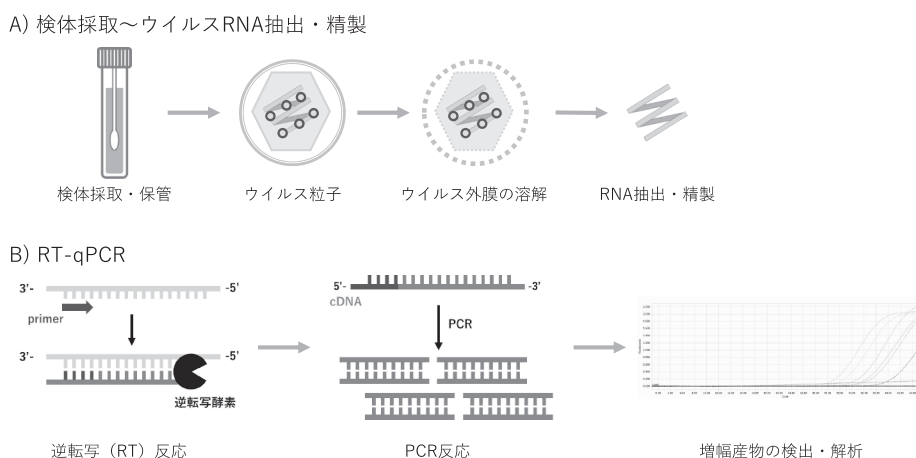 A) 検体採取～ウイルスRNA抽出・精製
検体採取・保管
ウイルス粒子
ウイルス外膜の溶解
RNA抽出・精製
B) RT-qPCR
3’-
-5’
primer
3’-
-5’
逆転写酵素
逆転写（RT）反応
5’-
-3’
cDNA
PCR
PCR反応
増幅産物の検出・解析